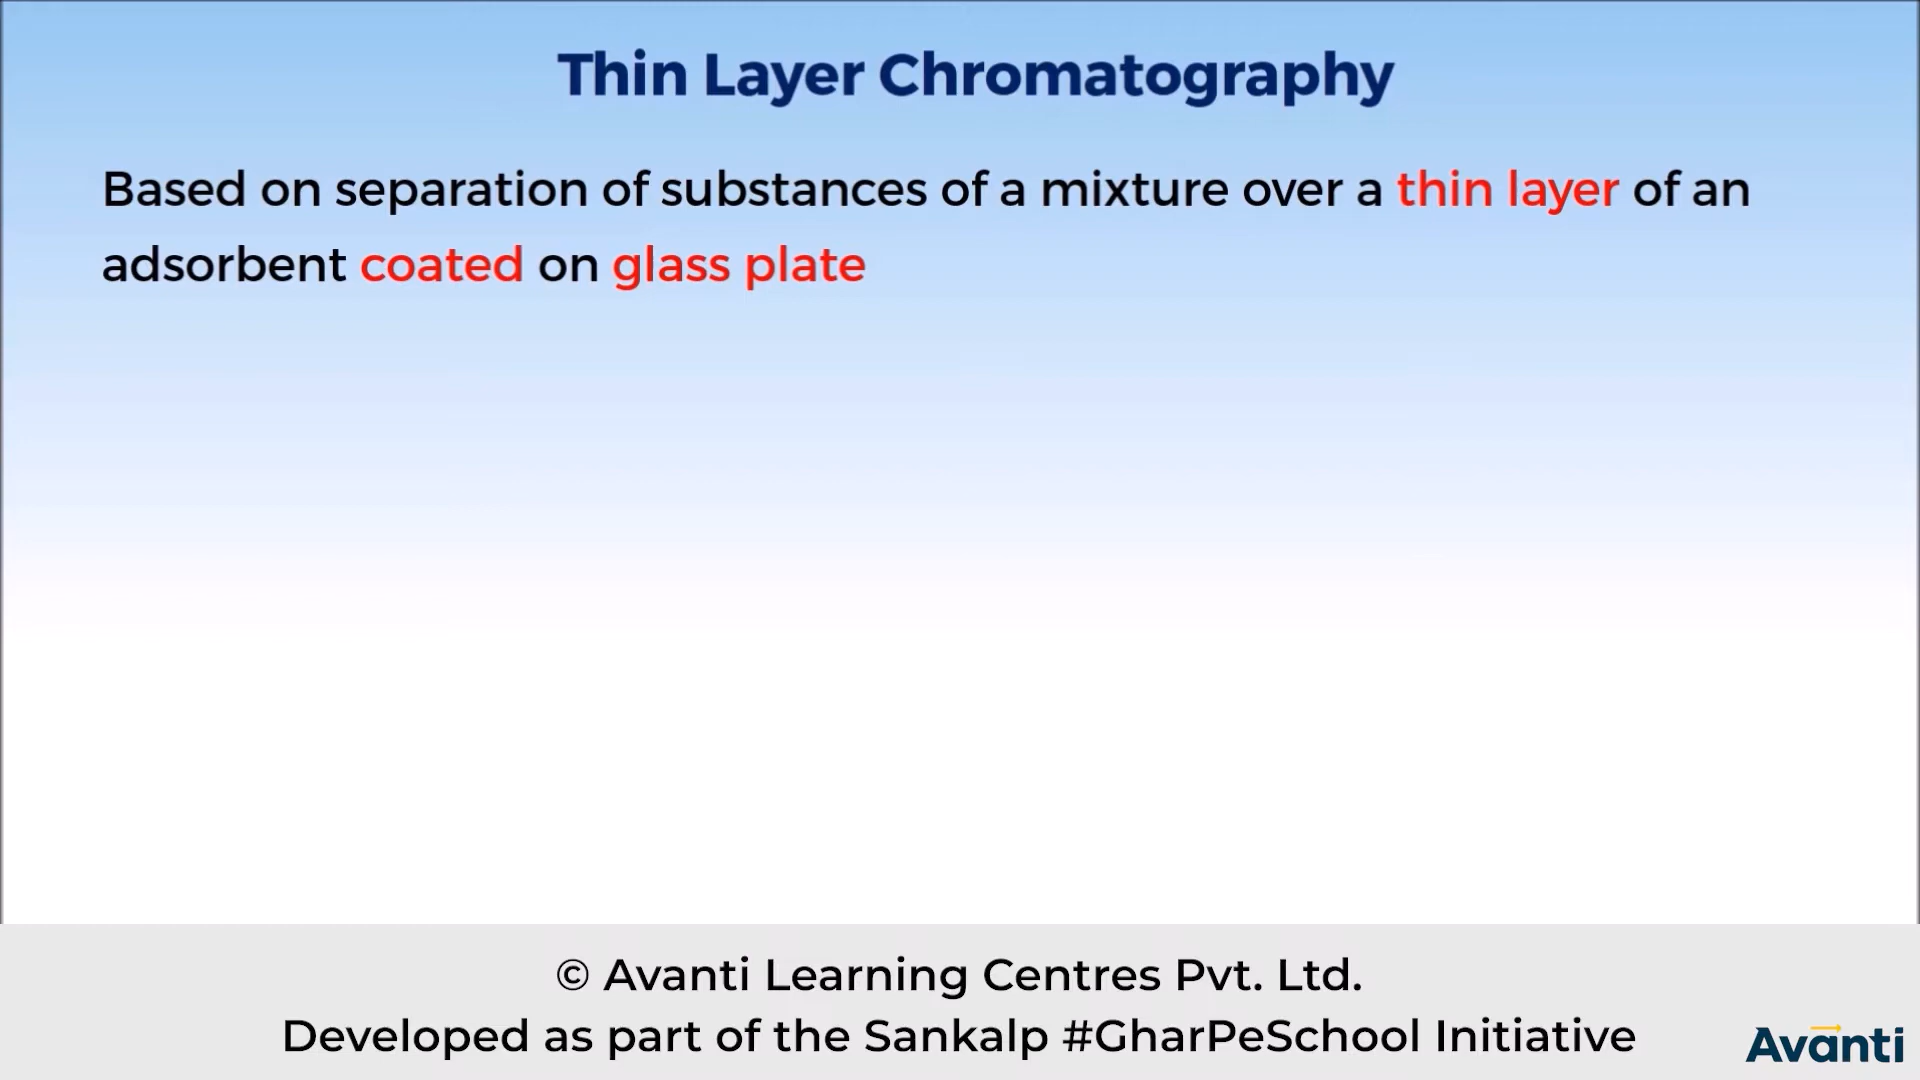 Thin Layer Chromatography
Based on separation of substances of a mixture over a thin layer of an
adsorbent coated on glass plate
© Avanti Learning Centres Pvt. Ltd.
Developed as part of the Sankalp #GharPeSchool Initiative
Avanti